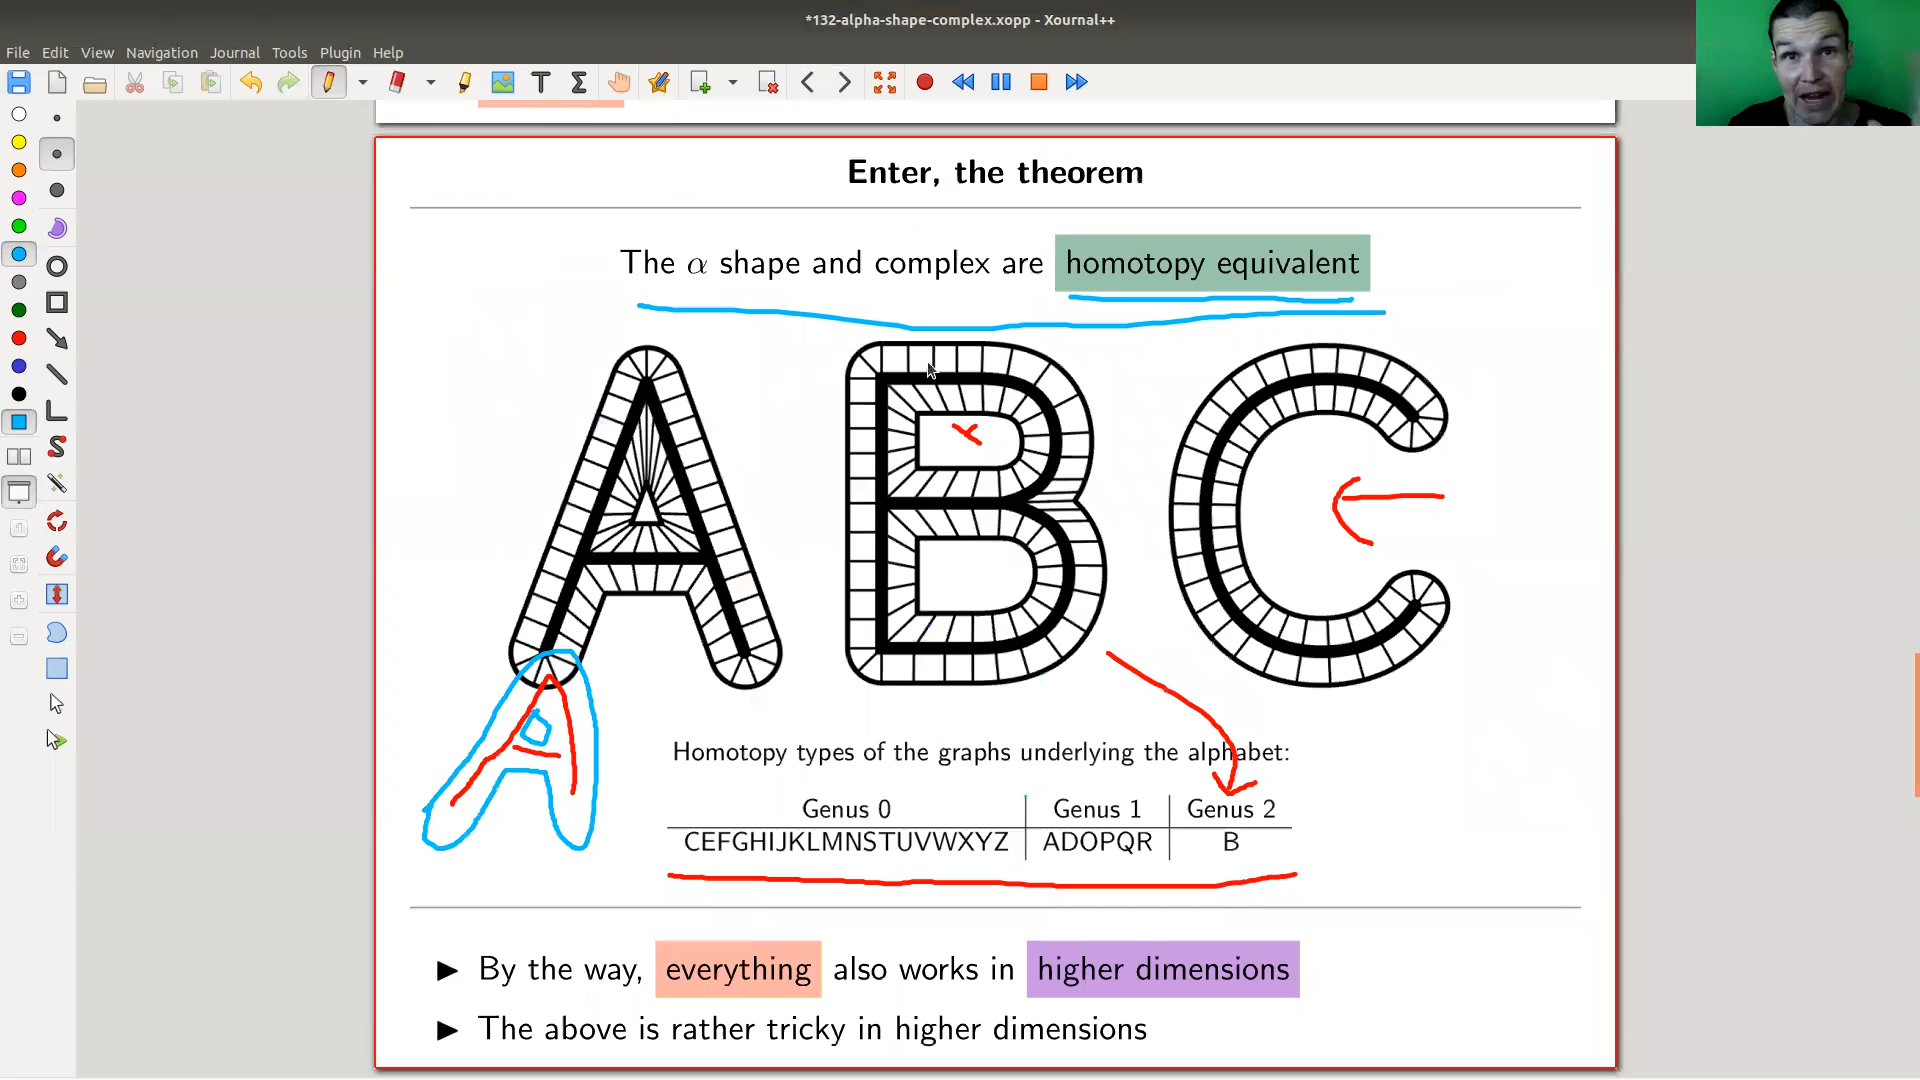 *132-alpha-shape-complex.xopp - Xournal++
File Edit View Navigation Journal Tools Plugin Help
Enter, the theorem
The α shape and complex are homotopy equivalent
A B C
A
Homotopy types of the graphs underlying the alphabet:
Genus 0 Genus 1 Genus 2
CEFGHIJKLMNSTUVWXYZ ADOPQR B
▶ By the way, everything also works in higher dimensions
▶ The above is rather tricky in higher dimensions